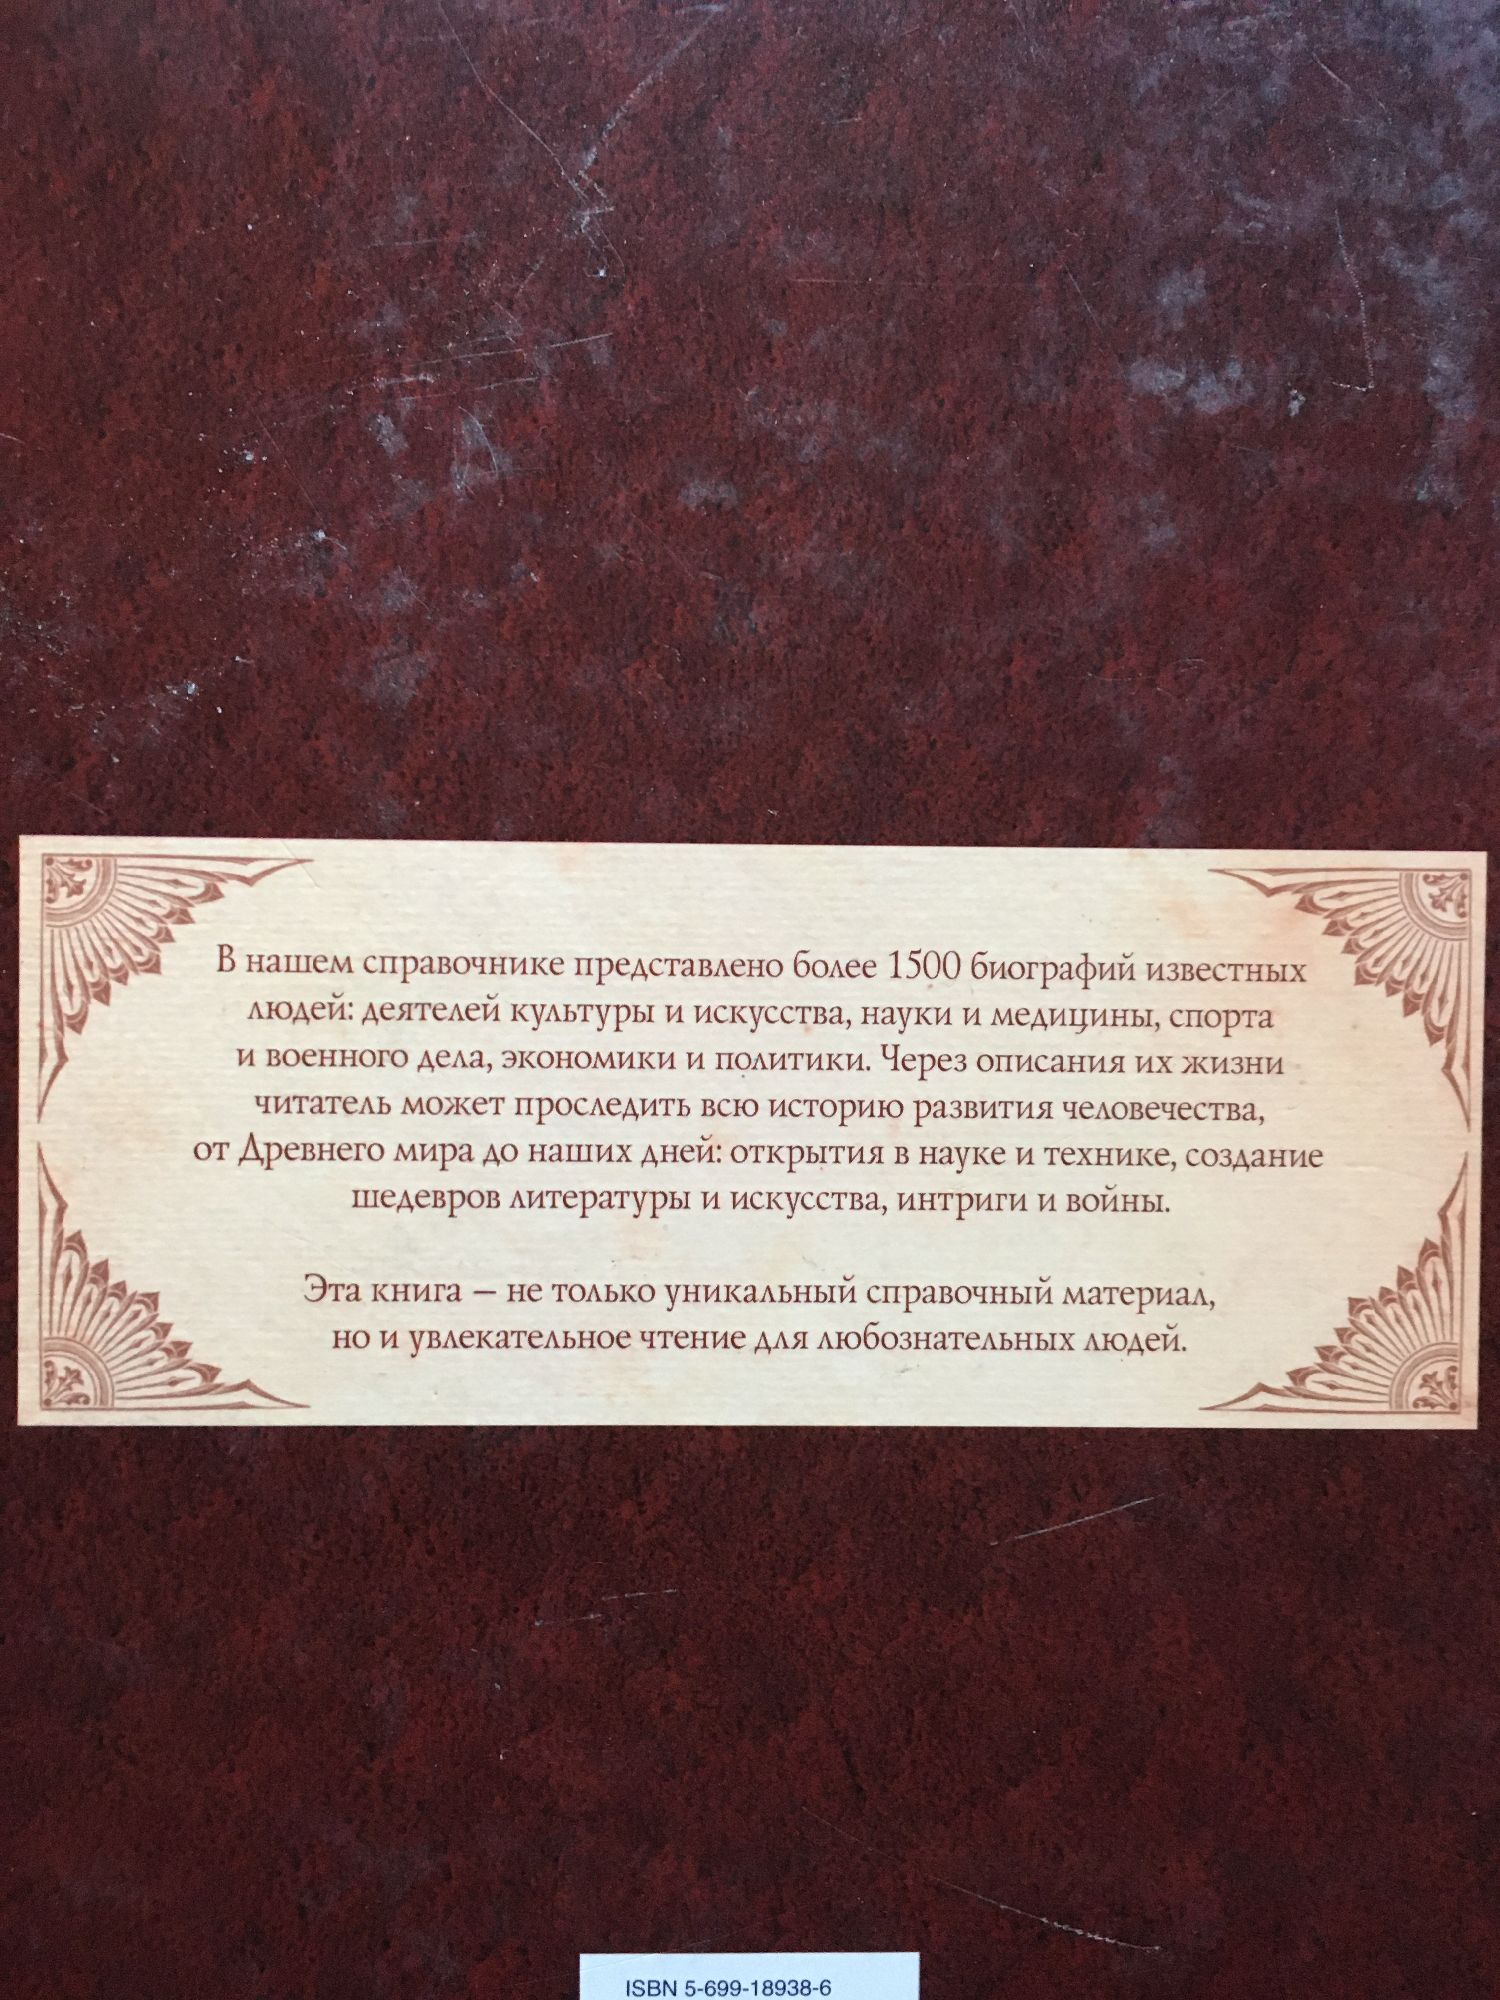 В нашем справочнике представлено более 1500 биографий известных
людей: деятелей культуры и искусства, науки и медицины, спорта
и военного дела, экономики и политики. Через описания их жизни
читатель может проследить всю историю развития человечества,
от Древнего мира до наших дней: открытия в науке и технике, создание
шедевров литературы и искусства, интриги и войны.
Эта книга – не только уникальный справочный материал,
но и увлекательное чтение для любознательных людей.
ISBN 5-699-18938-6